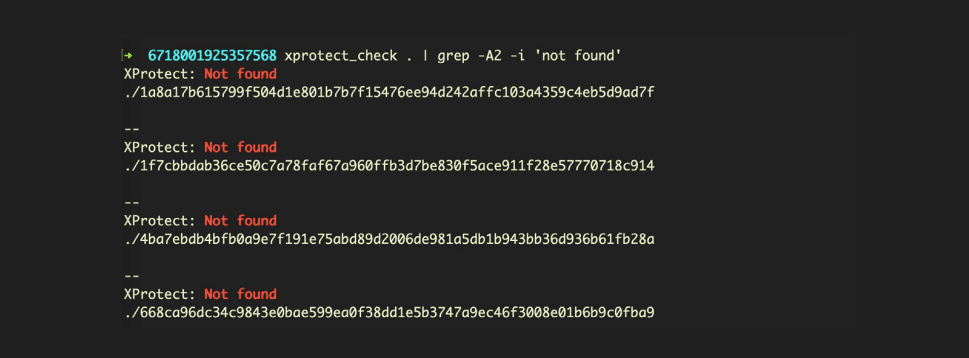 ➜ 6718001925357568 xprotect_check . | grep -A2 -i 'not found'
XProtect: Not found
./1a8a17b615799f504d1e801b7b7f15476ee94d242affc103a4359c4eb5d9ad7f
--
XProtect: Not found
./1f7cbbdab36ce50c7a78faf67a960ffb3d7be830f5ace911f28e57770718c914
--
XProtect: Not found
./4ba7ebdb4bfb0a9e7f191e75abd89d2006de981a5db1b943bb36d936b61fb28a
--
XProtect: Not found
./668ca96dc34c9843e0bae599ea0f38dd1e5b3747a9ec46f3008e01b6b9c0fba9